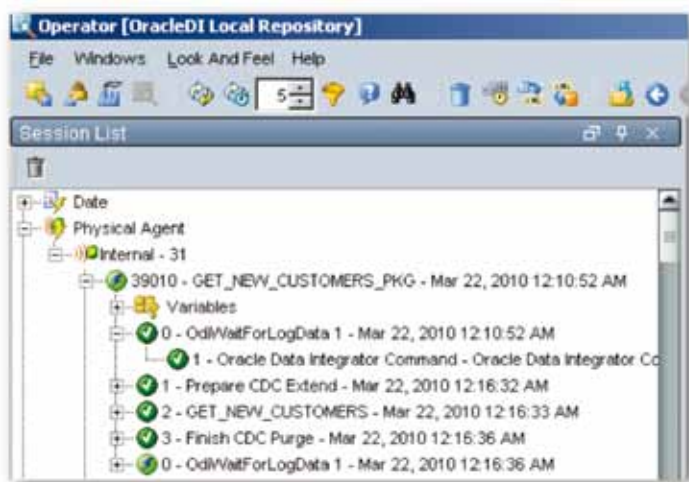 Operator [OracleDI Local Repository]
File Windows Look And Feel Help
5
Session List
Date
Physical Agent
Internal - 31
39010 - GET_NEW_CUSTOMERS_PKG - Mar 22, 2010 12:10:52 AM
Variables
0 - OdiWaitForLogData 1 - Mar 22, 2010 12:10:52 AM
1 - Oracle Data Integrator Command - Oracle Data Integrator Co
1 - Prepare CDC Extend - Mar 22, 2010 12:16:32 AM
2 - GET_NEW_CUSTOMERS - Mar 22, 2010 12:16:33 AM
3 - Finish CDC Purge - Mar 22, 2010 12:16:36 AM
0 - OdiWaitForLogData 1 - Mar 22, 2010 12:16:36 AM